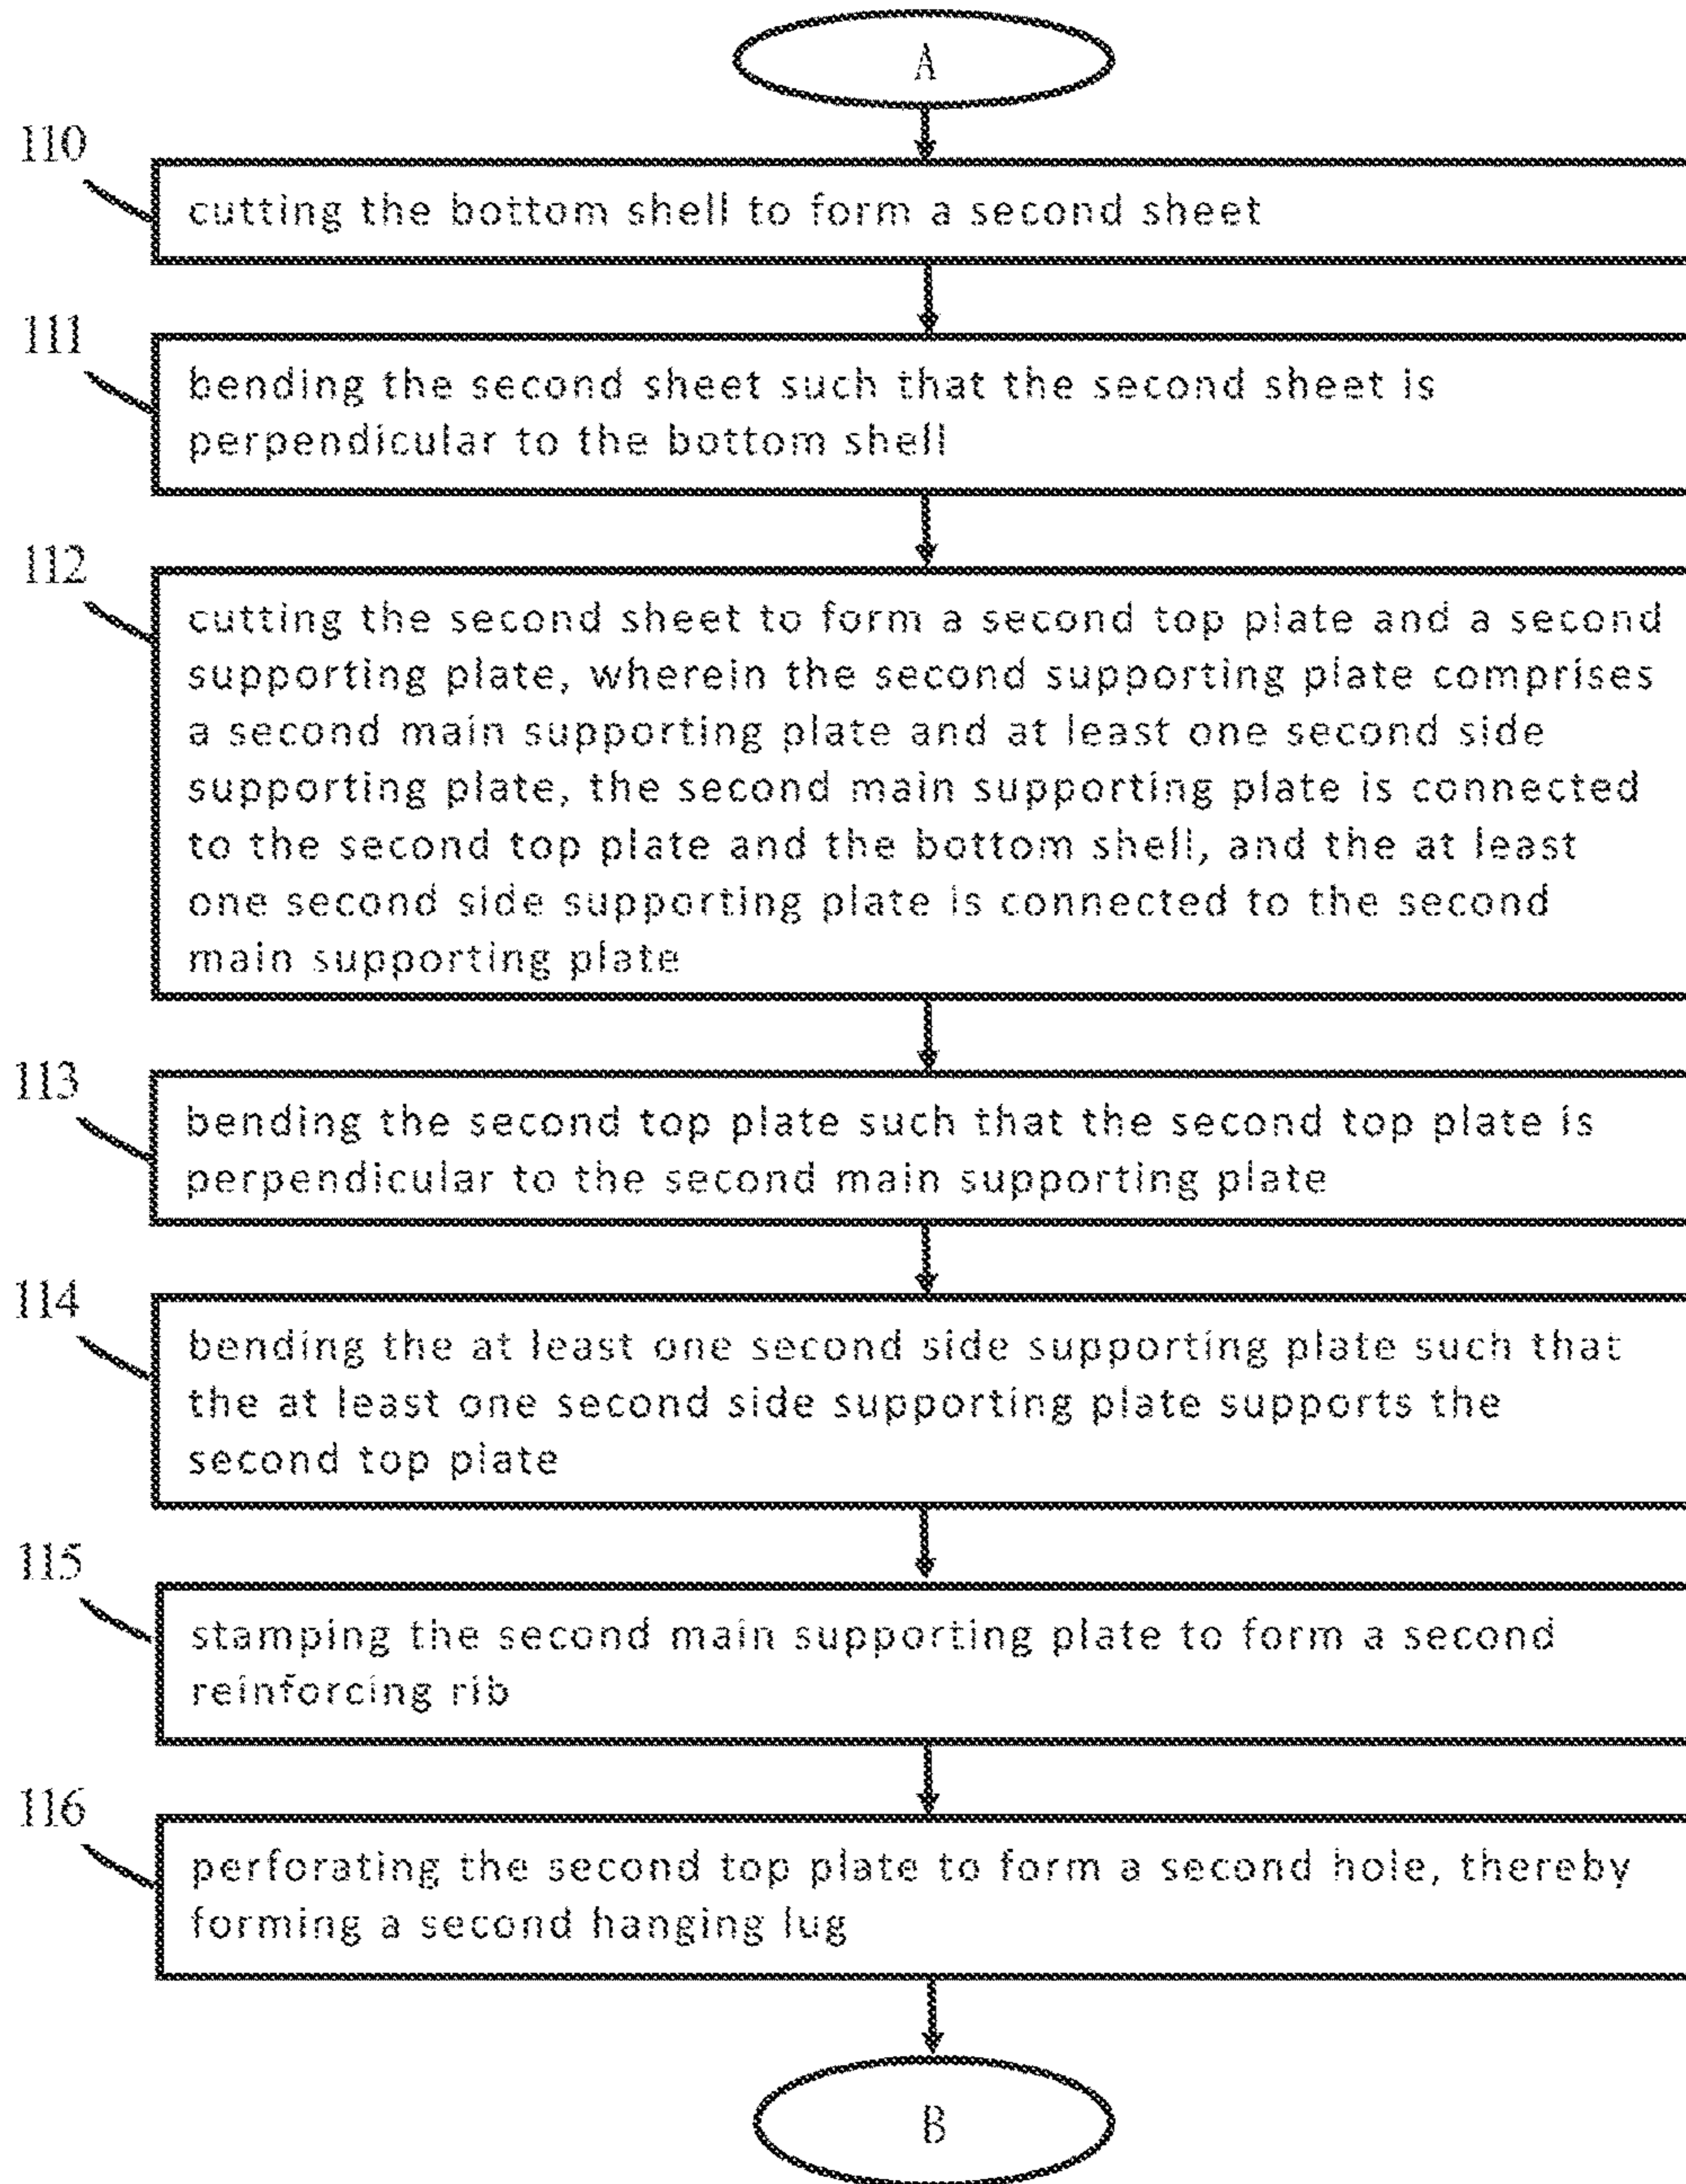 A
110
cutting the bottom shell to form a second sheet
111
bending the second sheet such that the second sheet is
perpendicular to the bottom shell
112
cutting the second sheet to form a second top plate and a second
supporting plate, wherein the second supporting plate comprises
a second main supporting plate and at least one second side
supporting plate, the second main supporting plate is connected
to the second top plate and the bottom shell, and the at least
one second side supporting plate is connected to the second
main supporting plate
113
bending the second top plate such that the second top plate is
perpendicular to the second main supporting plate
114
bending the at least one second side supporting plate such that
the at least one second side supporting plate supports the
second top plate
115
stamping the second main supporting plate to form a second
reinforcing rib
116
perforating the second top plate to form a second hole, thereby
forming a second hanging lug
B